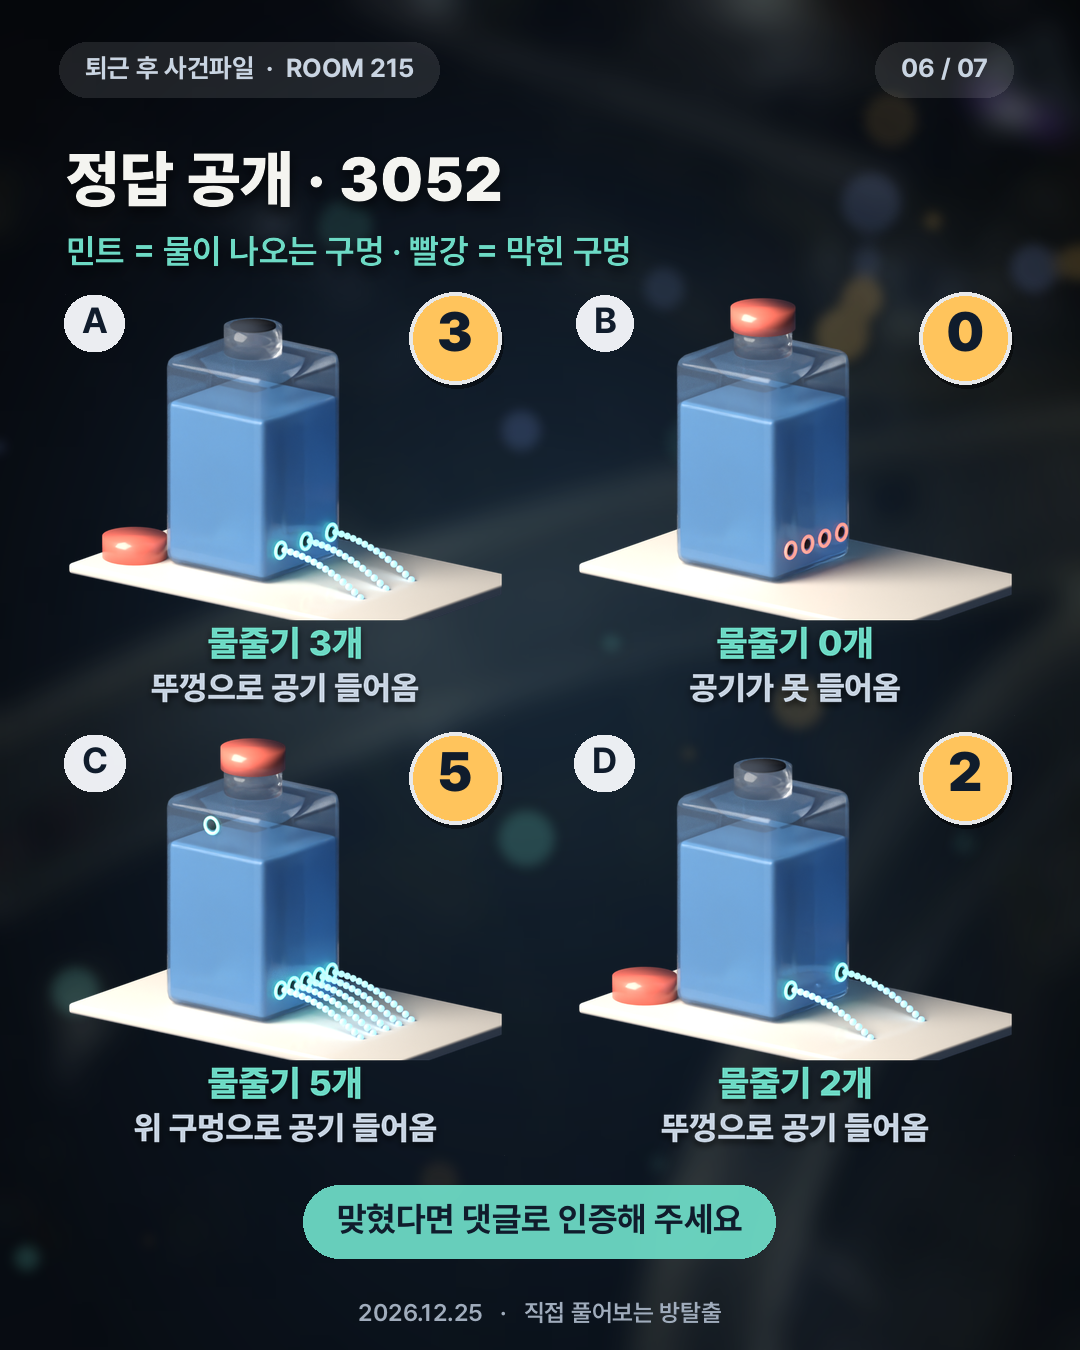 퇴근 후 사건파일 · ROOM 215
06 / 07
정답 공개 · 3052
민트 = 물이 나오는 구멍 · 빨강 = 막힌 구멍
A
3
B
0
물줄기 3개
뚜껑으로 공기 들어옴
물줄기 0개
공기가 못 들어옴
C
5
D
2
물줄기 5개
위 구멍으로 공기 들어옴
물줄기 2개
뚜껑으로 공기 들어옴
맞혔다면 댓글로 인증해 주세요
2026.12.25 · 직접 풀어보는 방탈출